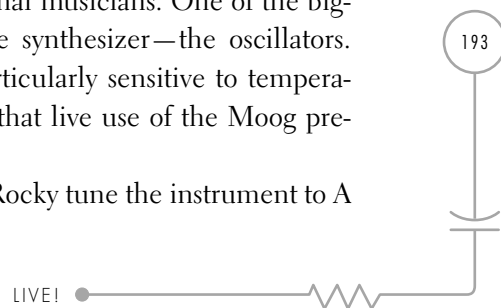 nal musicians. One of the big-
e synthesizer—the oscillators.
rticularly sensitive to tempera-
that live use of the Moog pre-
Rocky tune the instrument to A
193
LIVE!